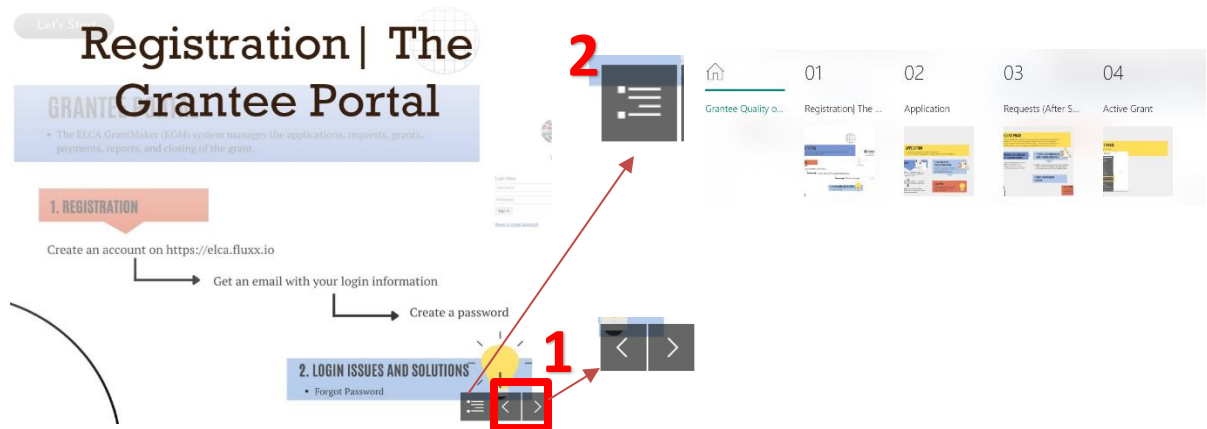 Let's Start
Registration| The
Grantee Portal
• The ELCA GrantMaker (EGM) system manages the applications, requests, grants,
payments, reports, and closing of the grant.
1. REGISTRATION
Create an account on https://elca.fluxx.io
Get an email with your login information
Create a password
2. LOGIN ISSUES AND SOLUTIONS
• Forgot Password
1
2
01
02
03
04
Grantee Quality o...
Registration| The ...
Application
Requests (After S...
Active Grant